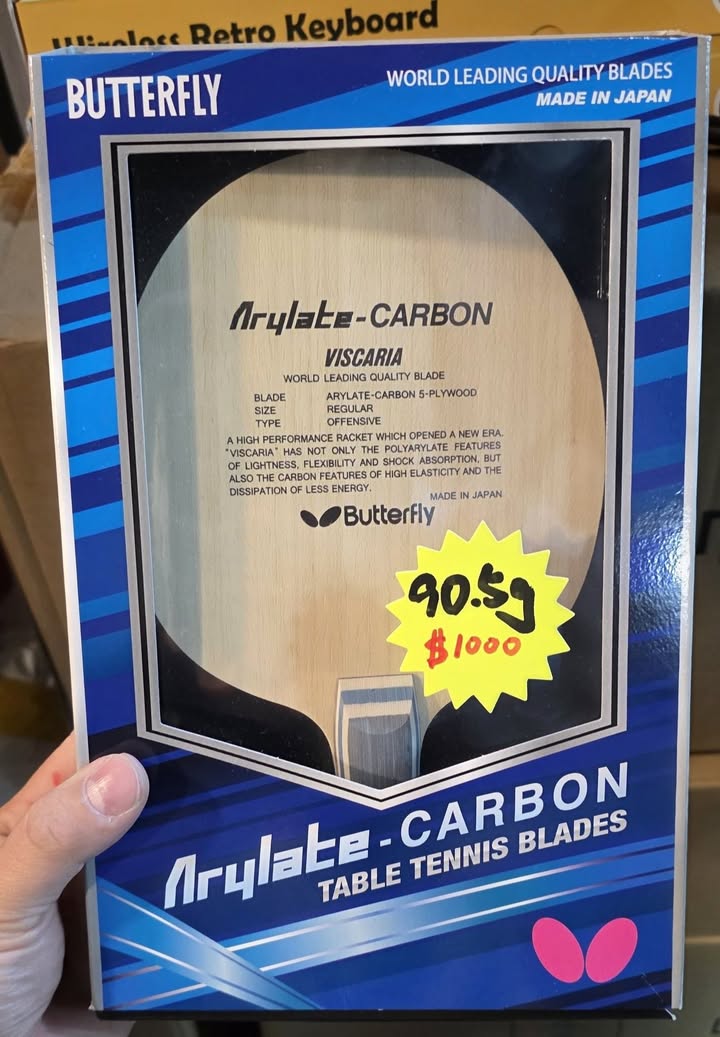 Wireless Retro Keyboard
BUTTERFLY
WORLD LEADING QUALITY BLADES
MADE IN JAPAN
Arylate-CARBON
VISCARIA
WORLD LEADING QUALITY BLADE
BLADE ARYLATE-CARBON 5-PLYWOOD
SIZE REGULAR
TYPE OFFENSIVE
A HIGH PERFORMANCE RACKET WHICH OPENED A NEW ERA.
"VISCARIA" HAS NOT ONLY THE POLYARYLATE FEATURES
OF LIGHTNESS, FLEXIBILITY AND SHOCK ABSORPTION, BUT
ALSO THE CARBON FEATURES OF HIGH ELASTICITY AND THE
DISSIPATION OF LESS ENERGY.
MADE IN JAPAN
Butterfly
90.5g
$1000
Arylate-CARBON
TABLE TENNIS BLADES